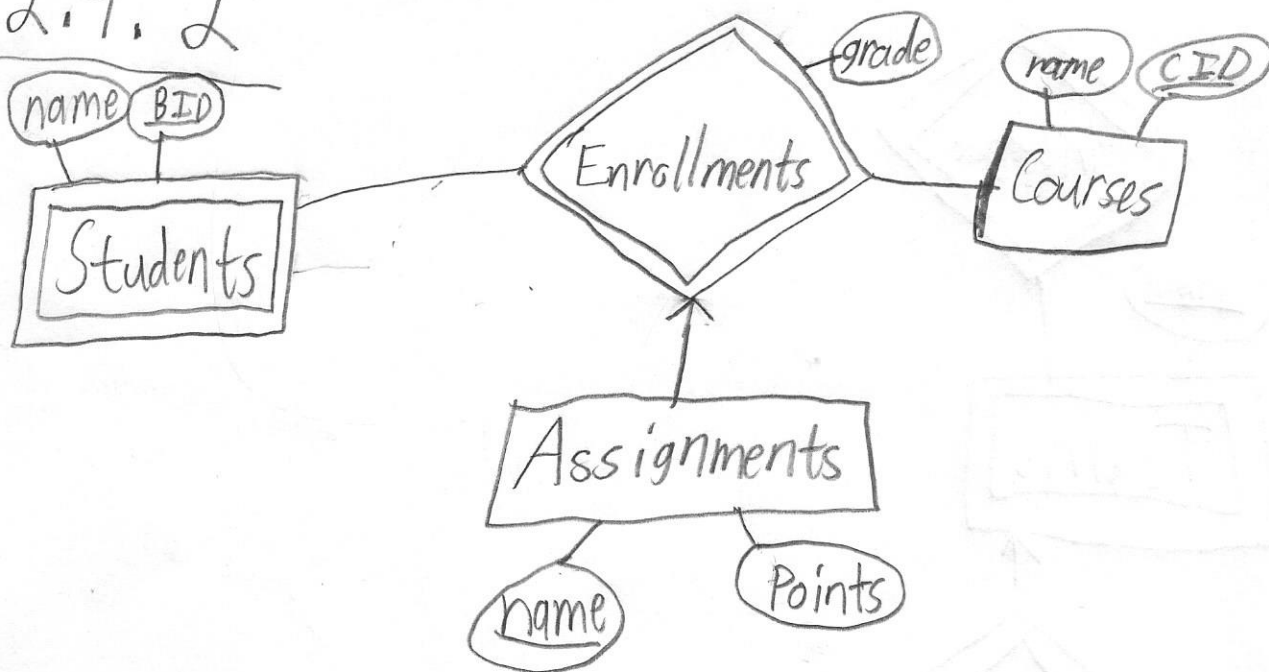 2.1.2
grade
name CID
name BID
Enrollments
Courses
Students
Assignments
name
Points